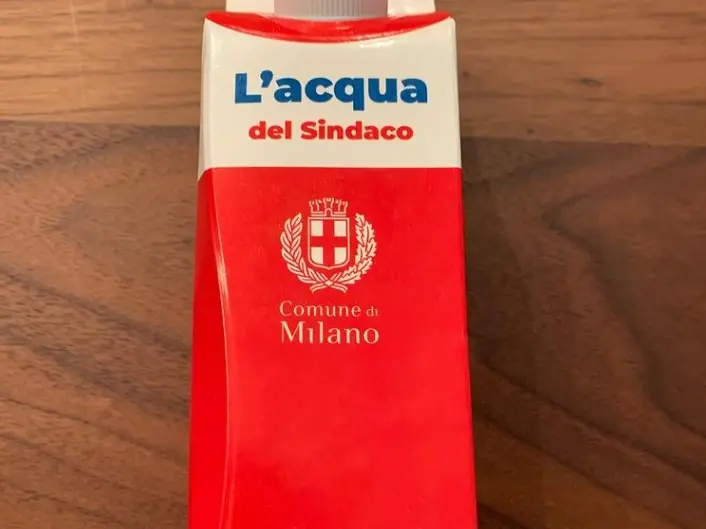 L'acqua
del Sindaco
Comune di
Milano